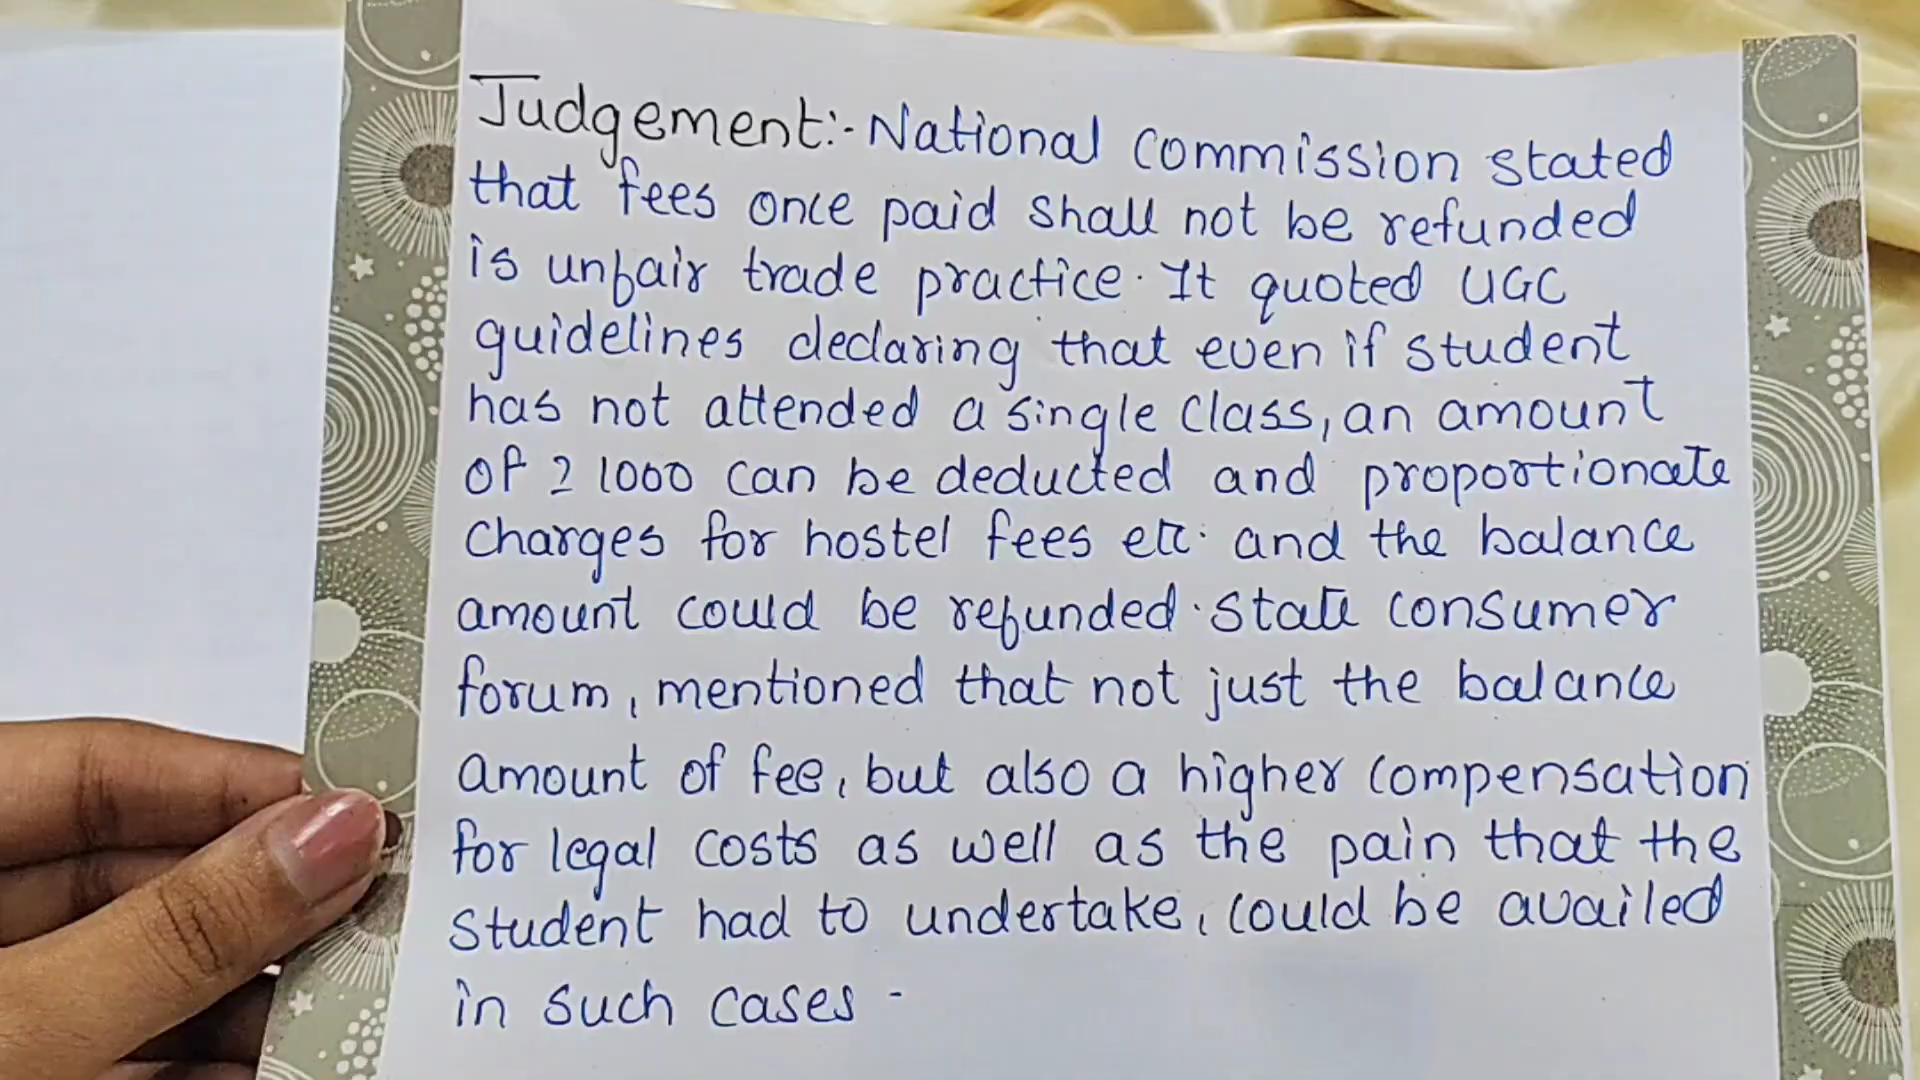 Judgement:- National Commission stated
that fees once paid shall not be refunded
is unfair trade practice. It quoted UGC
guidelines declaring that even if student
has not attended a single class, an amount
of ₹ 1000 can be deducted and proportionate
charges for hostel fees etc. and the balance
amount could be refunded. State consumer
forum, mentioned that not just the balance
amount of fee, but also a higher compensation
for legal costs as well as the pain that the
student had to undertake, could be availed
in such cases -